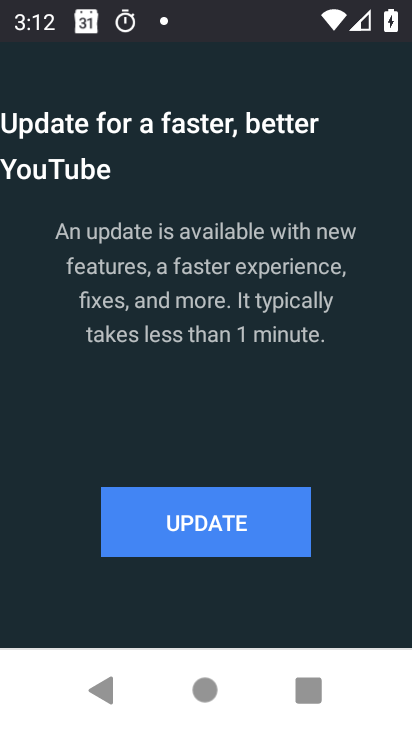 3:12
31
Update for a faster, better
YouTube
An update is available with new
features, a faster experience,
fixes, and more. It typically
takes less than 1 minute.
UPDATE